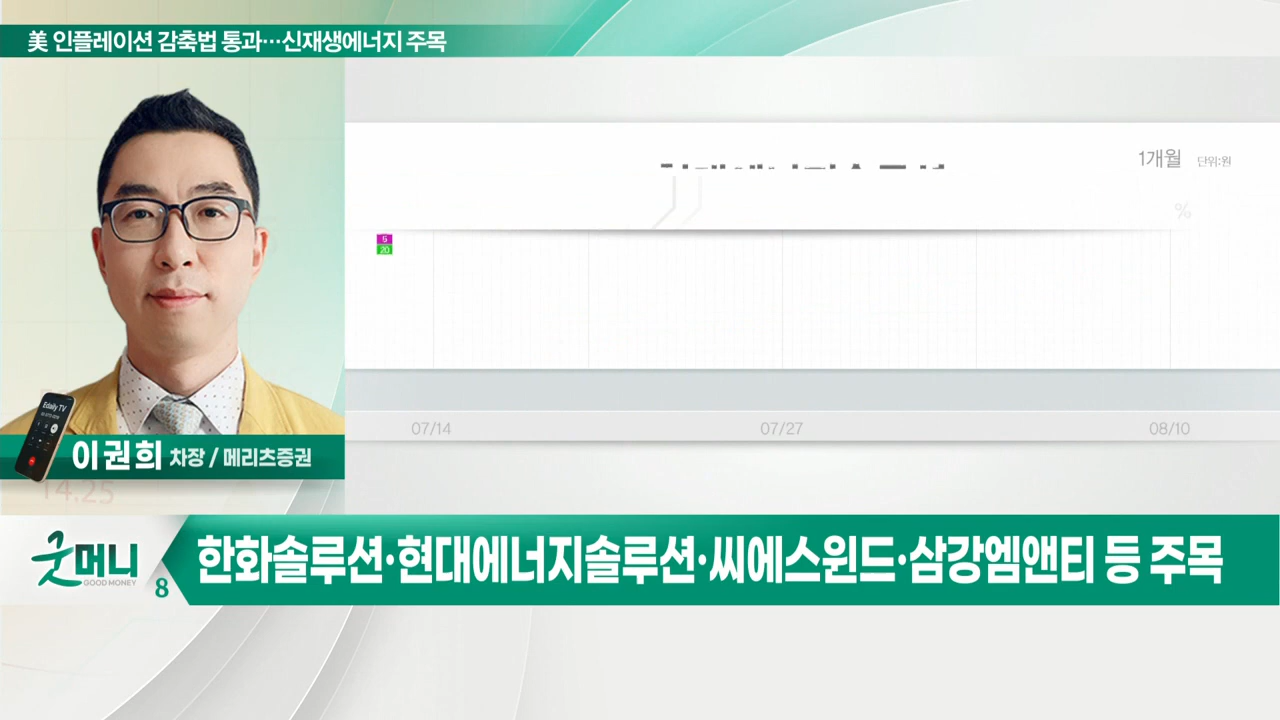 美 인플레이션 감축법 통과…신재생에너지 주목
1개월 단위:원
%
5
20
07/14 07/27 08/10
Edaily TV
이권희 차장 / 메리츠증권
14.25
굿머니
GOOD MONEY
8
한화솔루션·현대에너지솔루션·씨에스윈드·삼강엠앤티 등 주목